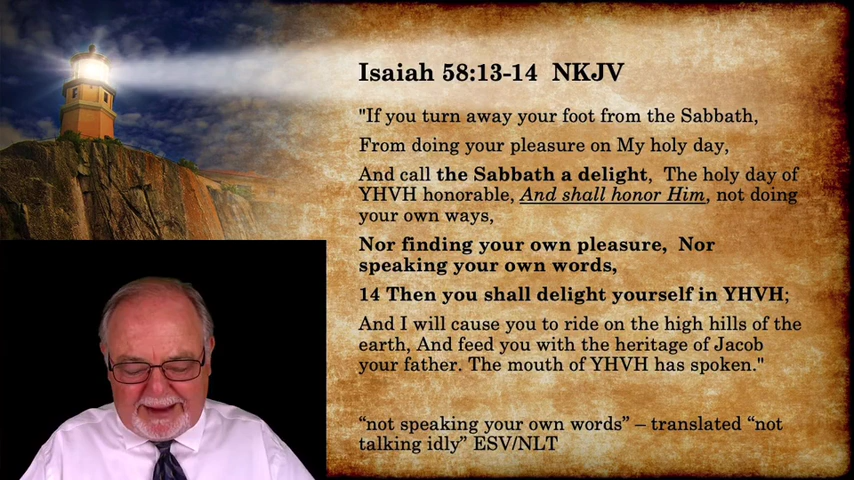 Isaiah 58:13-14 NKJV
"If you turn away your foot from the Sabbath,
From doing your pleasure on My holy day,
And call the Sabbath a delight, The holy day of
YHVH honorable, And shall honor Him, not doing
your own ways,
Nor finding your own pleasure, Nor
speaking your own words,
14 Then you shall delight yourself in YHVH;
And I will cause you to ride on the high hills of the
earth, And feed you with the heritage of Jacob
your father. The mouth of YHVH has spoken."
“not speaking your own words” – translated “not
talking idly” ESV/NLT